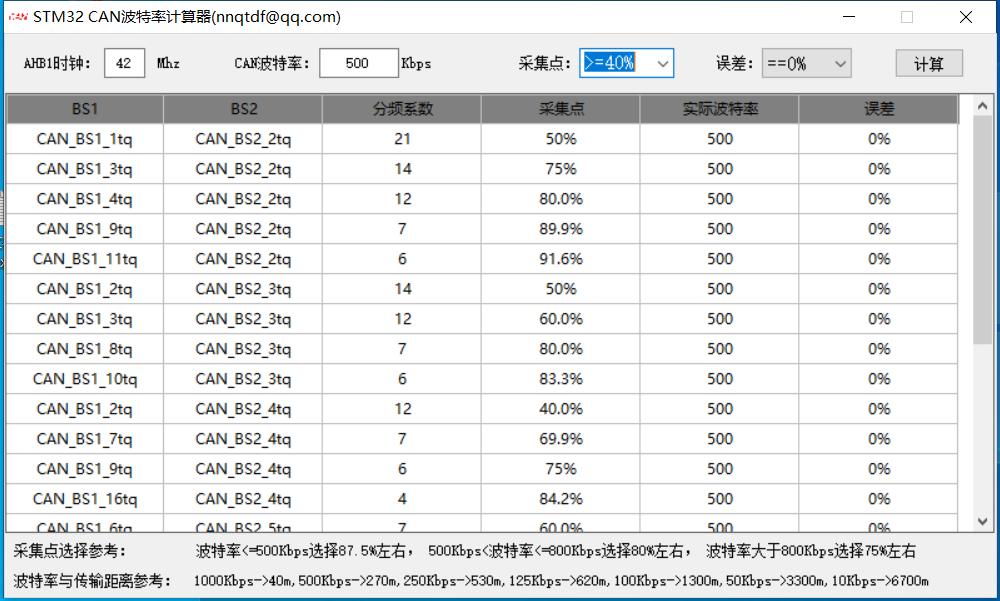 CAN STM32 CAN波特率计算器(nnqtdf@qq.com)
AHB1时钟: 42 Mhz CAN波特率: 500 Kbps 采集点: >=40% 误差: ==0% 计算
BS1 BS2 分频系数 采集点 实际波特率 误差
CAN_BS1_1tq CAN_BS2_2tq 21 50% 500 0%
CAN_BS1_3tq CAN_BS2_2tq 14 75% 500 0%
CAN_BS1_4tq CAN_BS2_2tq 12 80.0% 500 0%
CAN_BS1_9tq CAN_BS2_2tq 7 89.9% 500 0%
CAN_BS1_11tq CAN_BS2_2tq 6 91.6% 500 0%
CAN_BS1_2tq CAN_BS2_3tq 14 50% 500 0%
CAN_BS1_3tq CAN_BS2_3tq 12 60.0% 500 0%
CAN_BS1_8tq CAN_BS2_3tq 7 80.0% 500 0%
CAN_BS1_10tq CAN_BS2_3tq 6 83.3% 500 0%
CAN_BS1_2tq CAN_BS2_4tq 12 40.0% 500 0%
CAN_BS1_7tq CAN_BS2_4tq 7 69.9% 500 0%
CAN_BS1_9tq CAN_BS2_4tq 6 75% 500 0%
CAN_BS1_16tq CAN_BS2_4tq 4 84.2% 500 0%
CAN_BS1_6tq CAN_BS2_5tq 7 60.0% 500 0%
采集点选择参考: 波特率<=500Kbps选择87.5%左右, 500Kbps<波特率<=800Kbps选择80%左右, 波特率大于800Kbps选择75%左右
波特率与传输距离参考: 1000Kbps->40m,500Kbps->270m,250Kbps->530m,125Kbps->620m,100Kbps->1300m,50Kbps->3300m,10Kbps->6700m